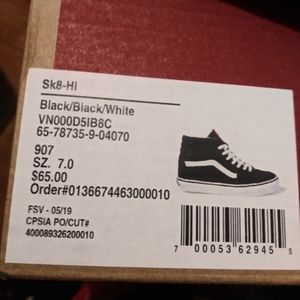 Sk8-Hi
Black/Black/White
VN000D5IB8C
65-78735-9-04070
907
SZ. 7.0
$65.00
Order#0136674463000010
FSV - 05/19
CPSIA PO/CUT#
400089326200010
7 00053 62945 5